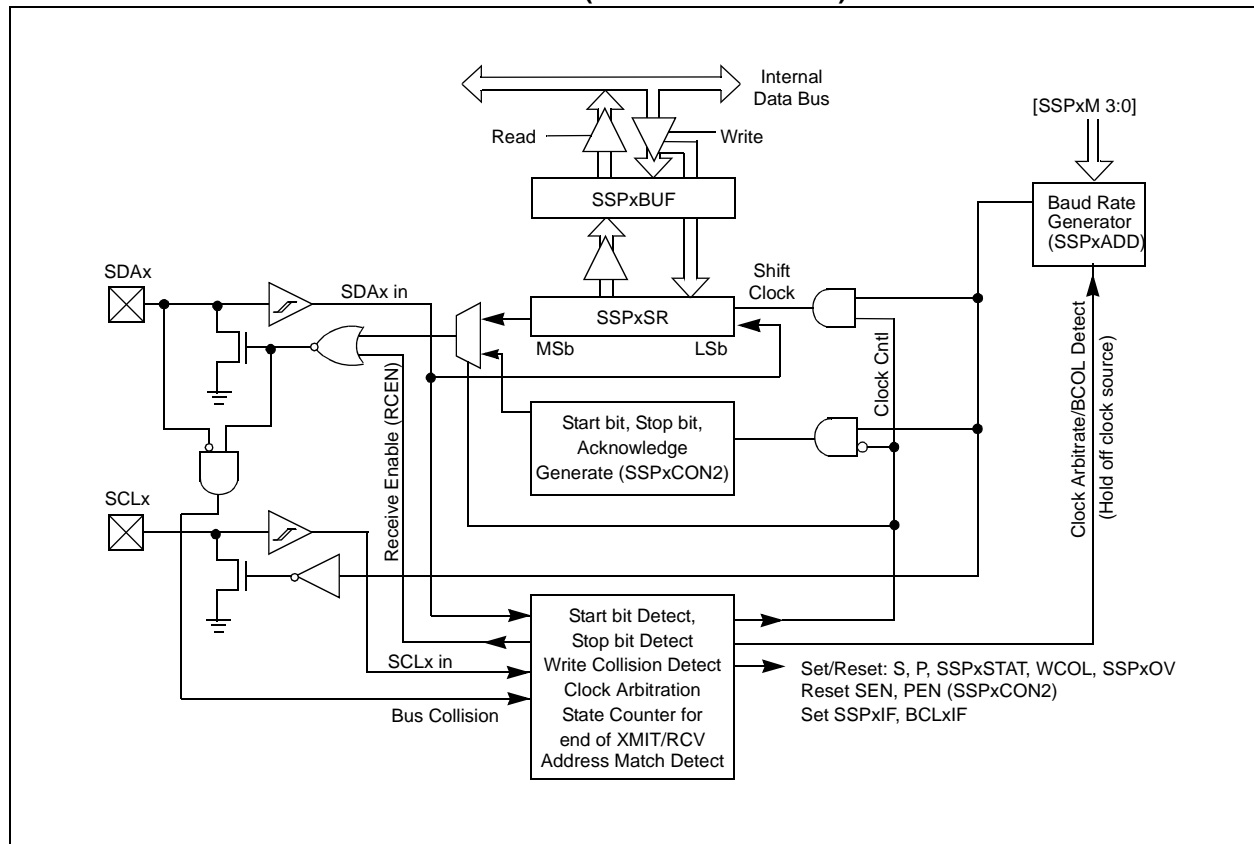 Internal
Data Bus
[SSPxM 3:0]
Read
Write
SSPxBUF
Baud Rate
Generator
(SSPxADD)
SDAx
SDAx in
Shift
Clock
SSPxSR
MSb
LSb
Start bit, Stop bit,
Acknowledge
Generate (SSPxCON2)
Clock Cntl
Clock Arbitrate/BCOL Detect
(Hold off clock source)
Receive Enable (RCEN)
SCLx
SCLx in
Bus Collision
Start bit Detect,
Stop bit Detect
Write Collision Detect
Clock Arbitration
State Counter for
end of XMIT/RCV
Address Match Detect
Set/Reset: S, P, SSPxSTAT, WCOL, SSPxOV
Reset SEN, PEN (SSPxCON2)
Set SSPxIF, BCLxIF